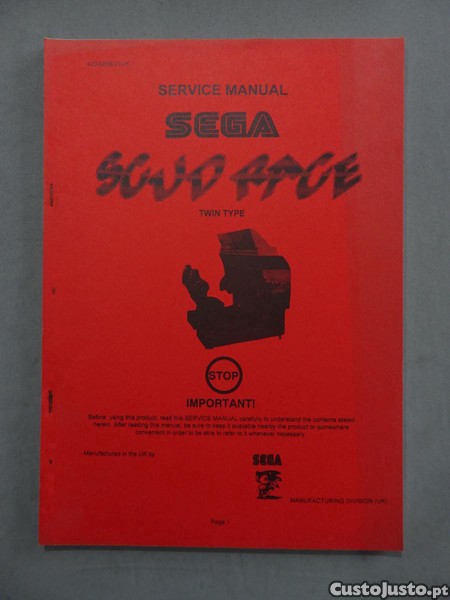 SERVICE MANUAL
SEGA
SCUD RACE
TWIN TYPE
STOP
IMPORTANT!
Before using this product, read this SERVICE MANUAL carefully to understand the contents stated
herein. After reading this manual, be sure to keep it available nearby the product or somewhere
convenient in order to be able to refer to it whenever necessary.
Manufactured in the UK by
SEGA
MANUFACTURING DIVISION (UK)
Page 1
© CustoJusto.pt